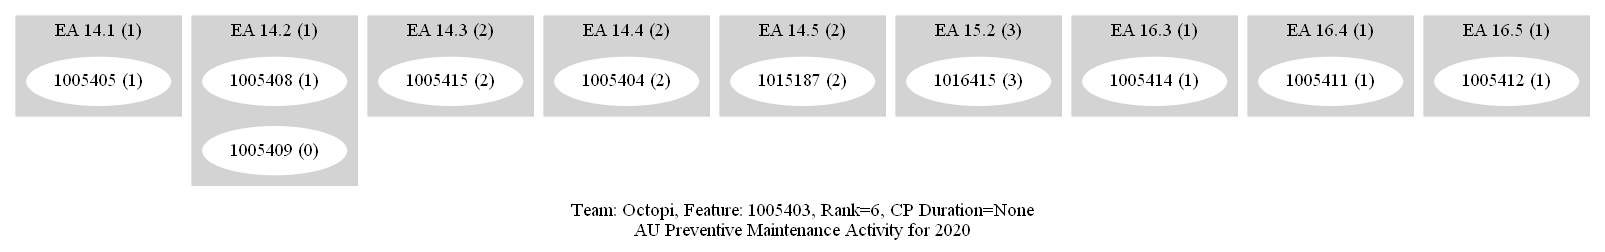 EA 14.1 (1) EA 14.2 (1) EA 14.3 (2) EA 14.4 (2) EA 14.5 (2) EA 15.2 (3) EA 16.3 (1) EA 16.4 (1) EA 16.5 (1)
1005405 (1) 1005408 (1) 1005415 (2) 1005404 (2) 1015187 (2) 1016415 (3) 1005414 (1) 1005411 (1) 1005412 (1)
1005409 (0)
Team: Octopi, Feature: 1005403, Rank=6, CP Duration=None
AU Preventive Maintenance Activity for 2020